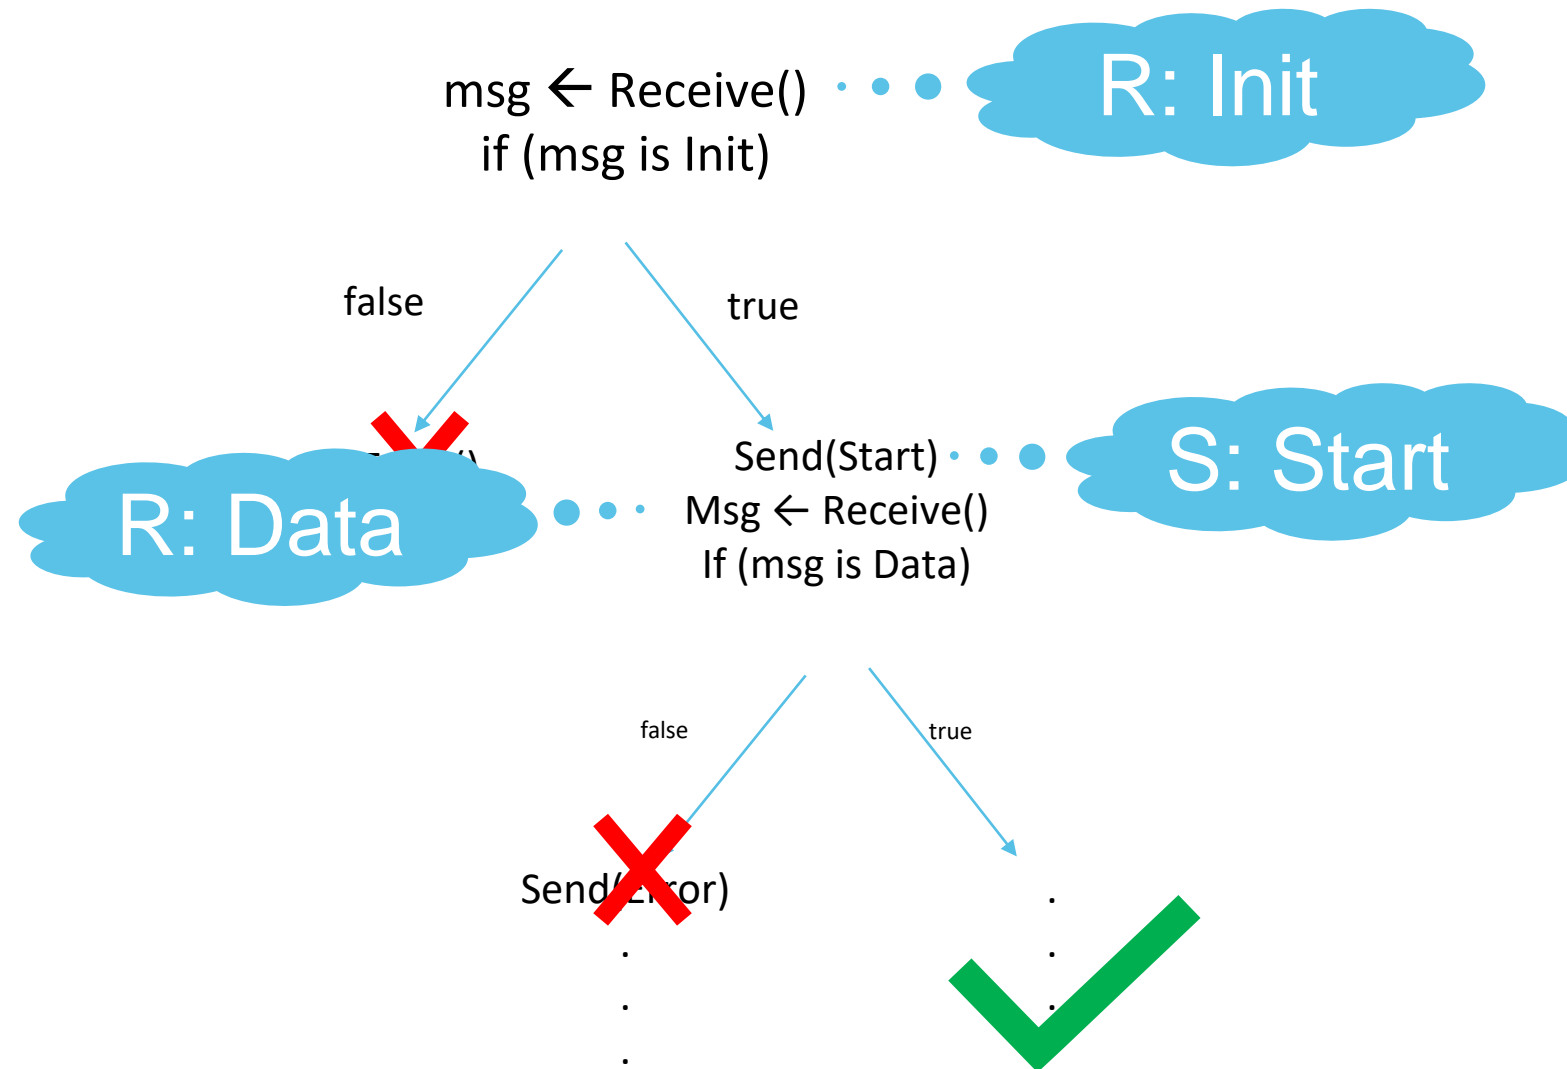 msg ← Receive()
R: Init
if (msg is Init)
false
true
Send(Start)
S: Start
R: Data
Msg ← Receive()
If (msg is Data)
false
true
Send(Error)
.
.
.
.
.
.